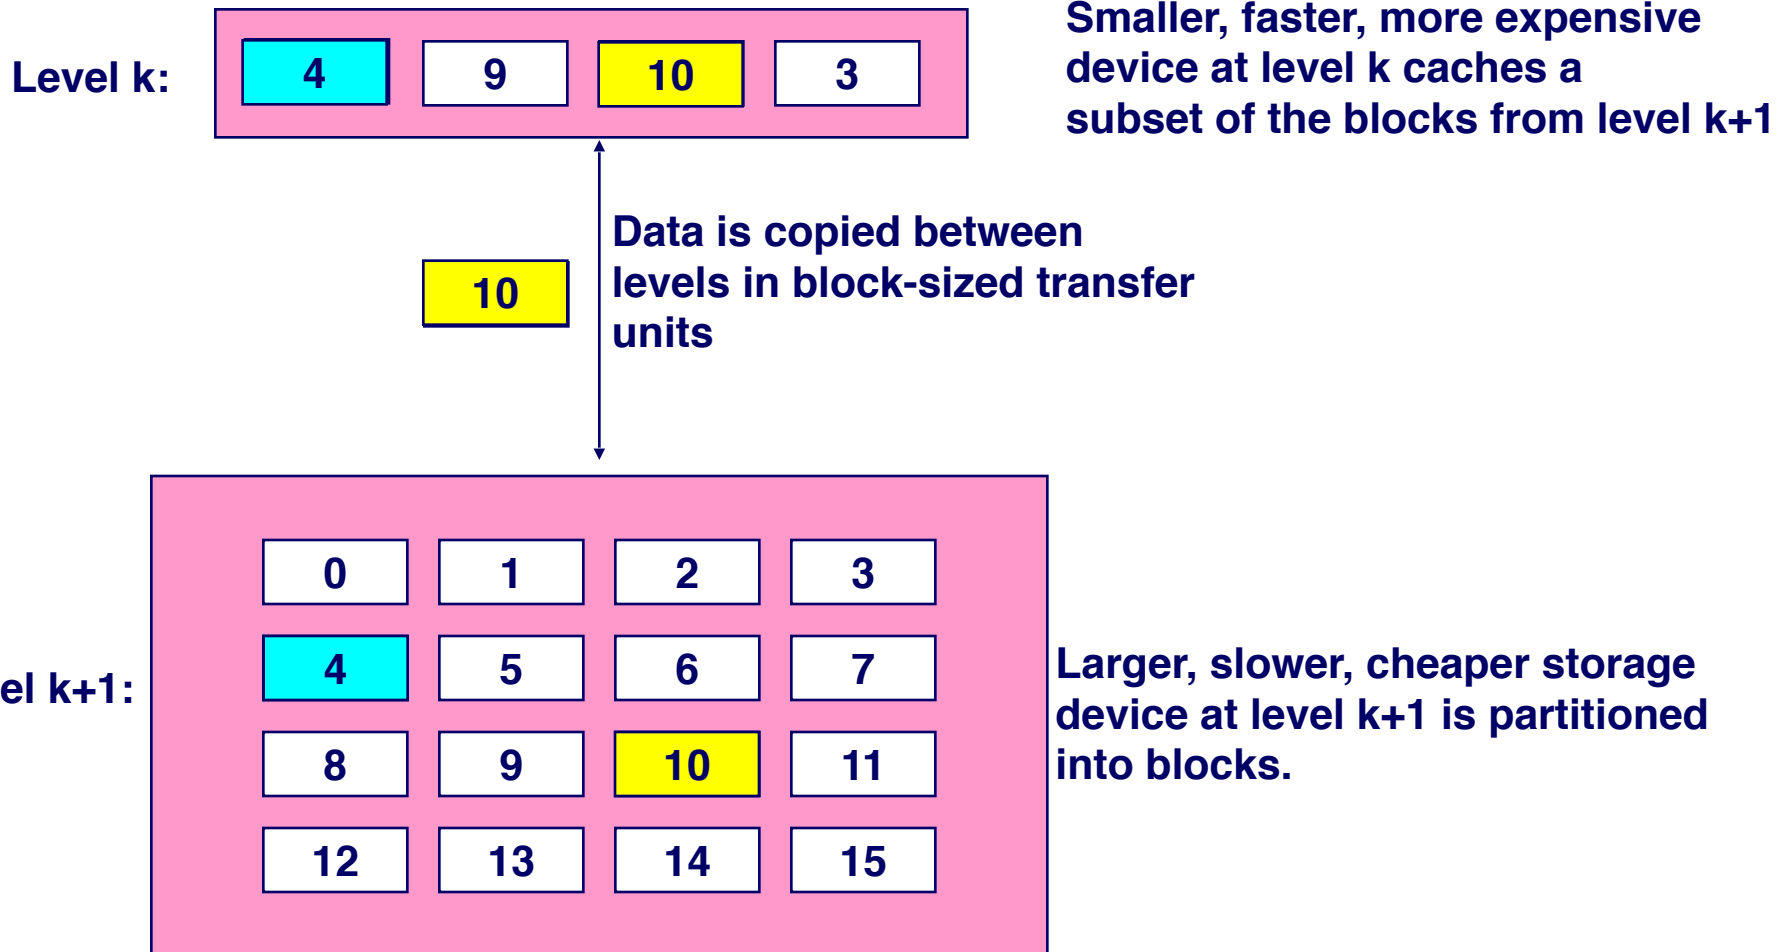 Smaller, faster, more expensive
device at level k caches a
subset of the blocks from level k+1
Level k:
4 9 10 3
Data is copied between
levels in block-sized transfer
units
10
0 1 2 3
4 5 6 7
8 9 10 11
12 13 14 15
el k+1:
Larger, slower, cheaper storage
device at level k+1 is partitioned
into blocks.